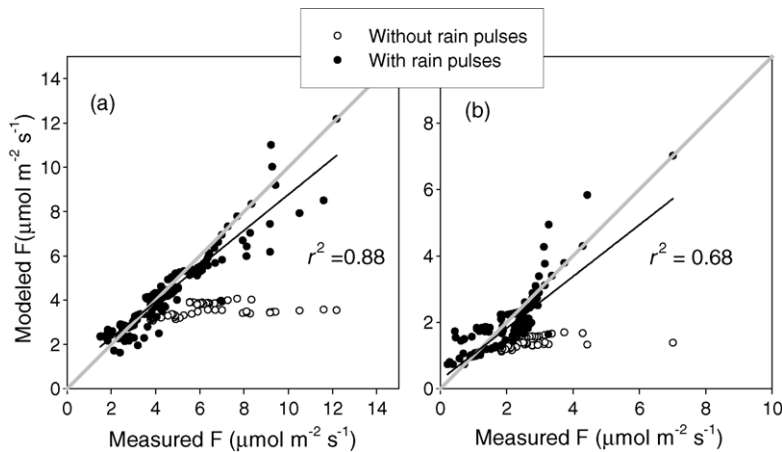 Without rain pulses
With rain pulses
(a)
14
12
10
8
6
4
2
0
r² =0.88
0 2 4 6 8 10 12 14
Measured F (μmol m⁻² s⁻¹)
Modeled F(μmol m⁻² s⁻¹)
(b)
8
6
4
2
0
r² = 0.68
0 2 4 6 8 10
Measured F (μmol m⁻² s⁻¹)